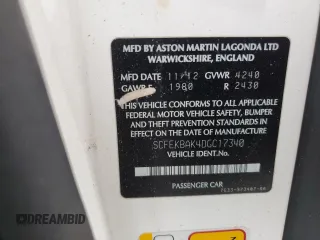 MFD BY ASTON MARTIN LAGONDA LTD
WARWICKSHIRE, ENGLAND
MFD DATE 11/12 GVWR 4240
GAWR F 1980 R 2430
THIS VEHICLE CONFORMS TO ALL APPLICABLE
FEDERAL MOTOR VEHICLE SAFETY, BUMPER
AND THEFT STANDARDS IN EFFECT ON THE
DATE OF MANUFACTURE
SCFEKBAK4DGC17340
VEHICLE IDENT.No.
PASSENGER CAR
AUTOBIDMASTER